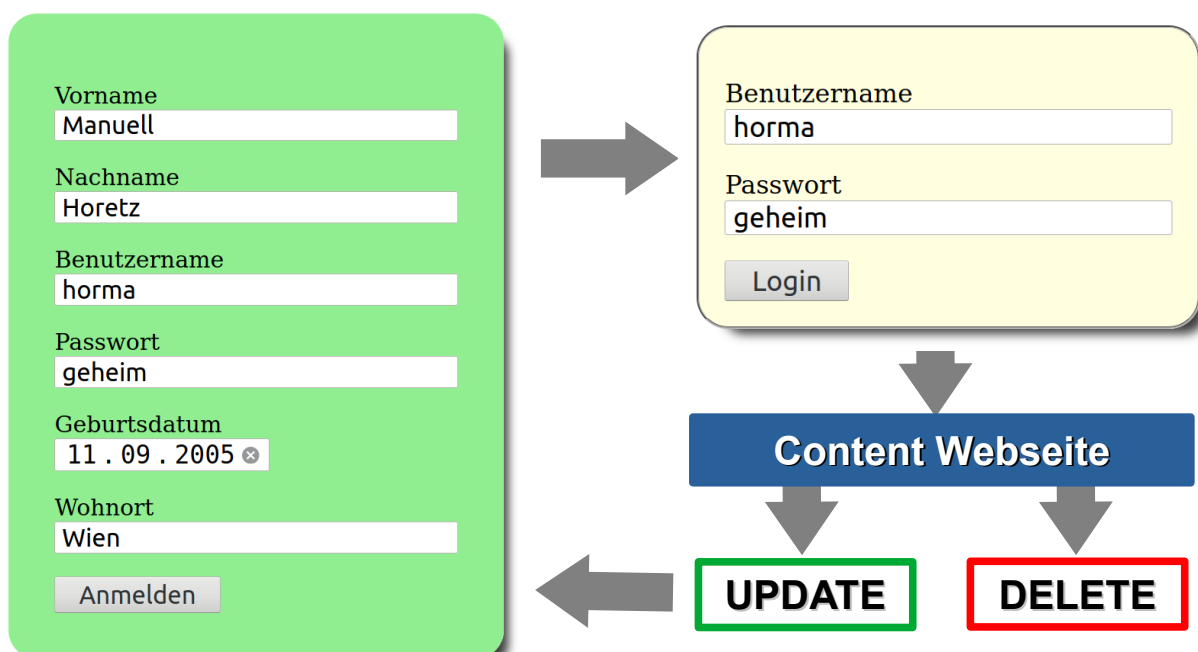 Vorname
Manuell
Nachname
Horetz
Benutzername
horma
Passwort
geheim
Geburtsdatum
11.09.2005
Wohnort
Wien
Anmelden
Benutzername
horma
Passwort
geheim
Login
Content Webseite
UPDATE
DELETE